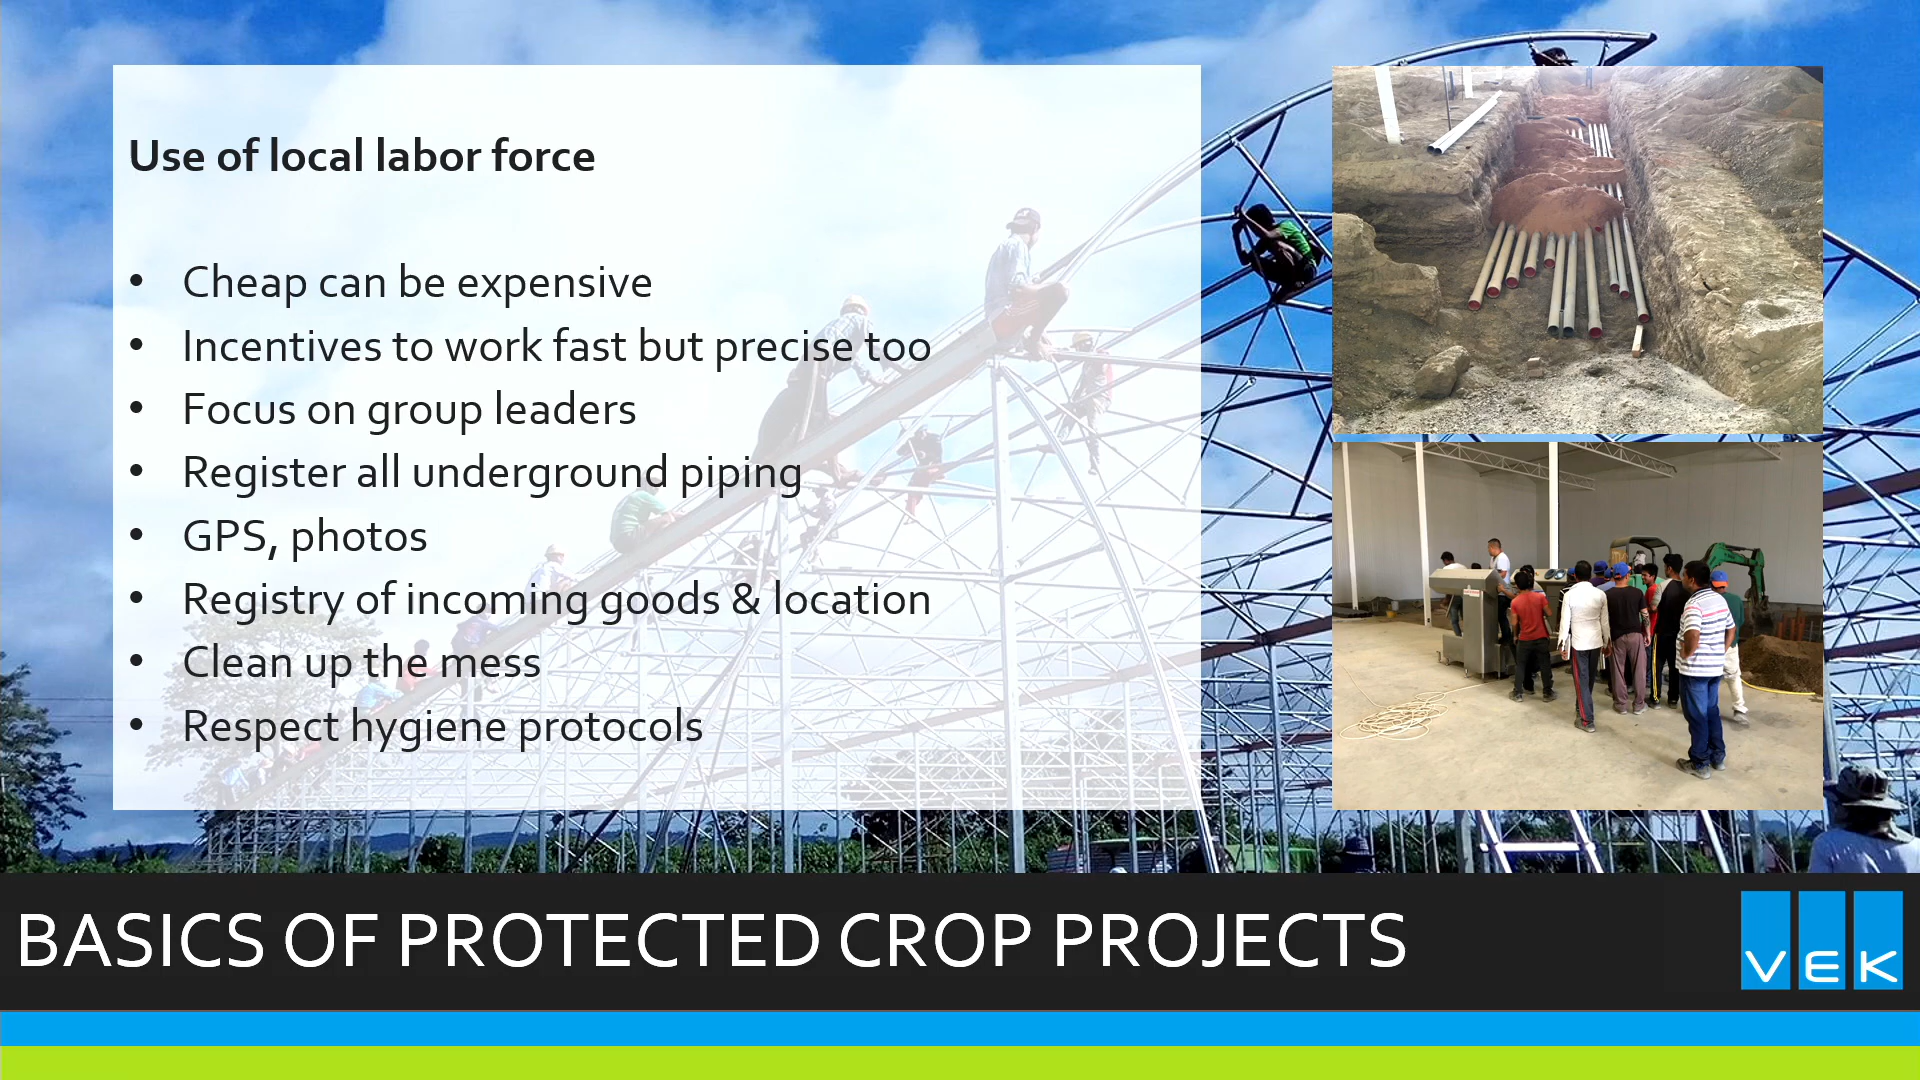 Use of local labor force
• Cheap can be expensive
• Incentives to work fast but precise too
• Focus on group leaders
• Register all underground piping
• GPS, photos
• Registry of incoming goods & location
• Clean up the mess
• Respect hygiene protocols
BASICS OF PROTECTED CROP PROJECTS
VEK